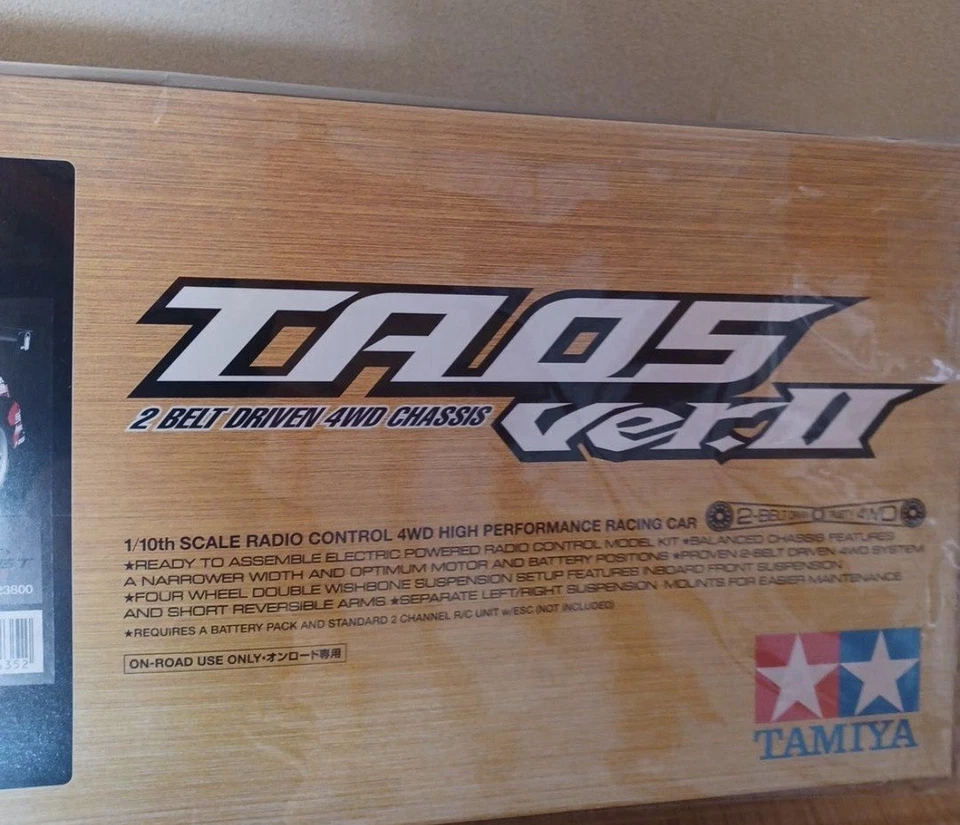 TA05
ver.II
2 BELT DRIVEN 4WD CHASSIS
1/10th SCALE RADIO CONTROL 4WD HIGH PERFORMANCE RACING CAR
★READY TO ASSEMBLE ELECTRIC POWERED RADIO CONTROL MODEL KIT ★BALANCED CHASSIS FEATURES
A NARROWER WIDTH AND OPTIMUM MOTOR AND BATTERY POSITIONS ★PROVEN 2-BELT DRIVEN 4WD SYSTEM
★FOUR WHEEL DOUBLE WISHBONE SUSPENSION SETUP FEATURES INBOARD FRONT SUSPENSION
AND SHORT REVERSIBLE ARMS ★SEPARATE LEFT/RIGHT SUSPENSION MOUNTS FOR EASIER MAINTENANCE
★REQUIRES A BATTERY PACK AND STANDARD 2 CHANNEL R/C UNIT w/ESC (NOT INCLUDED)
ON-ROAD USE ONLY・オンロード専用
23800
352
TAMIYA